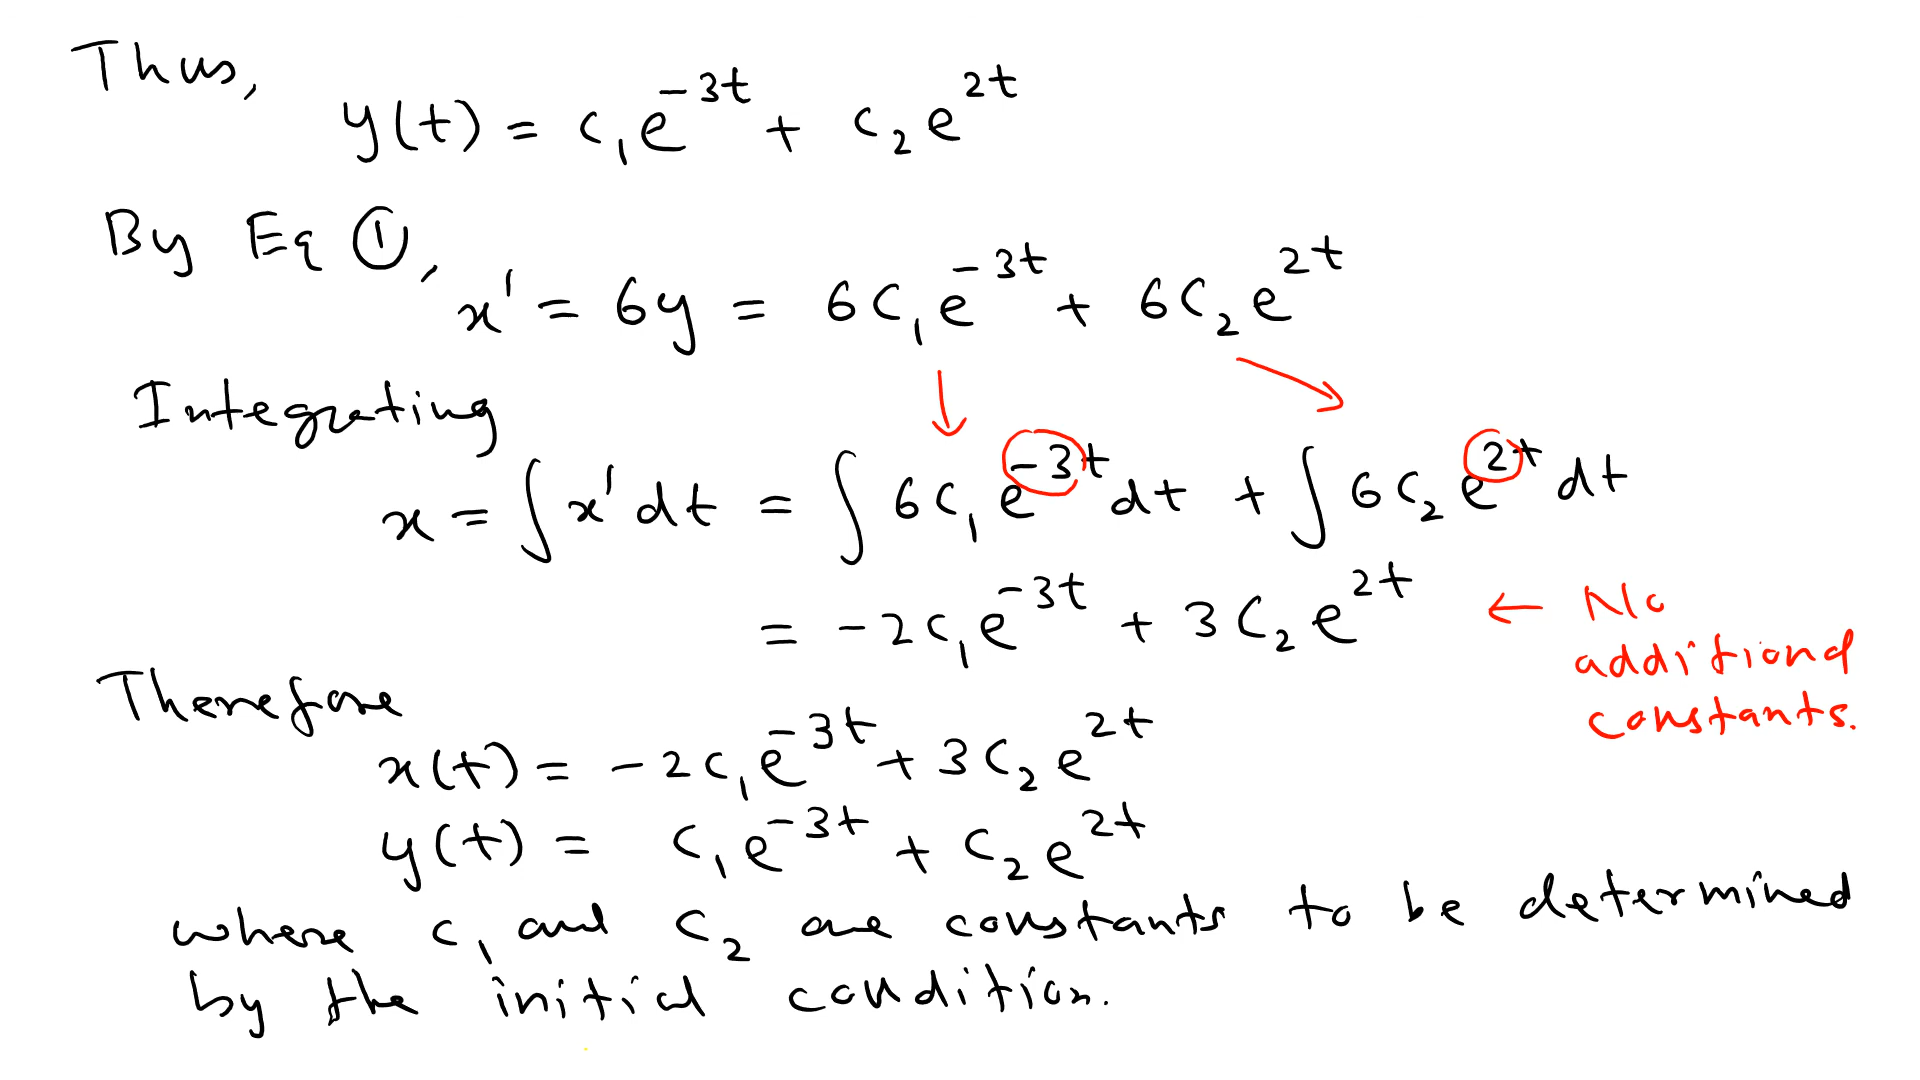 Thus,
y(t) = c₁e^{-3t} + c₂e^{2t}
By Eq ①,
x' = 6y = 6c₁e^{-3t} + 6c₂e^{2t}
Integrating
x = ∫ x' dt = ∫ 6c₁e^{-3t} dt + ∫ 6c₂e^{2t} dt
= -2c₁e^{-3t} + 3c₂e^{2t} ← No
additional
constants.
Therefore
x(t) = -2c₁e^{-3t} + 3c₂e^{2t}
y(t) = c₁e^{-3t} + c₂e^{2t}
where c₁ and c₂ are constants to be determined
by the initial condition.